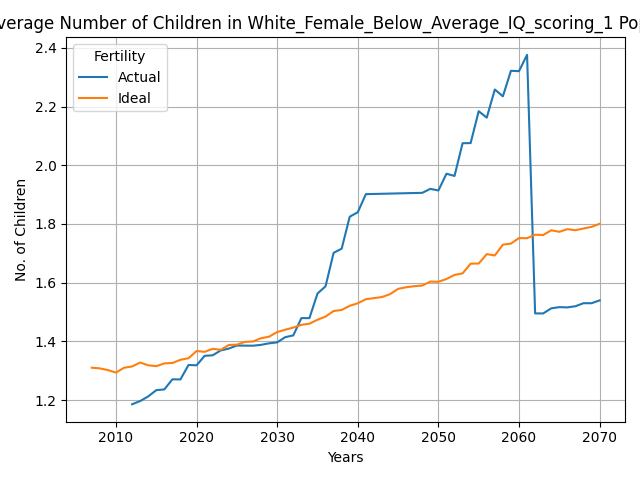 verage Number of Children in White_Female_Below_Average_IQ_scoring_1 Pop
Fertility
Actual
Ideal
2.4
2.2
2.0
1.8
1.6
1.4
1.2
No. of Children
2010 2020 2030 2040 2050 2060 2070
Years